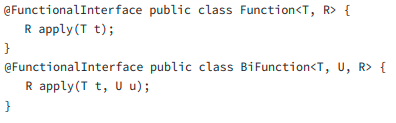 @FunctionalInterface public class Function<T, R> {
R apply(T t);
}
@FunctionalInterface public class BiFunction<T, U, R> {
R apply(T t, U u);
}